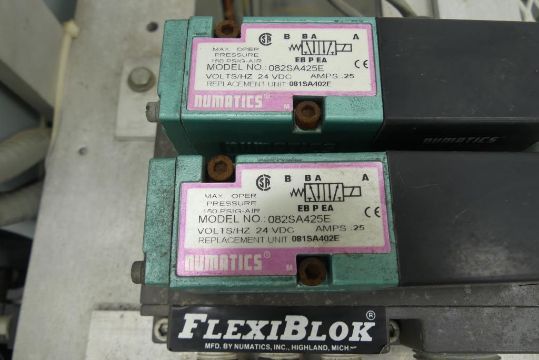 B BA A
MAX. OPER
PRESSURE
150 PSIG-AIR
EB P EA
MODEL NO.: 082SA425E
VOLTS/HZ 24 VDC AMPS .25
REPLACEMENT UNIT 081SA402E
NUMATICS®
NUMATICS
B BA A
MAX. OPER
PRESSURE
150 PSIG-AIR
EB P EA
MODEL NO.: 082SA425E
VOLTS/HZ 24 VDC AMPS .25
REPLACEMENT UNIT 081SA402E
NUMATICS®
FLEXIBLOK®
MFD. BY NUMATICS, INC., HIGHLAND, MICH